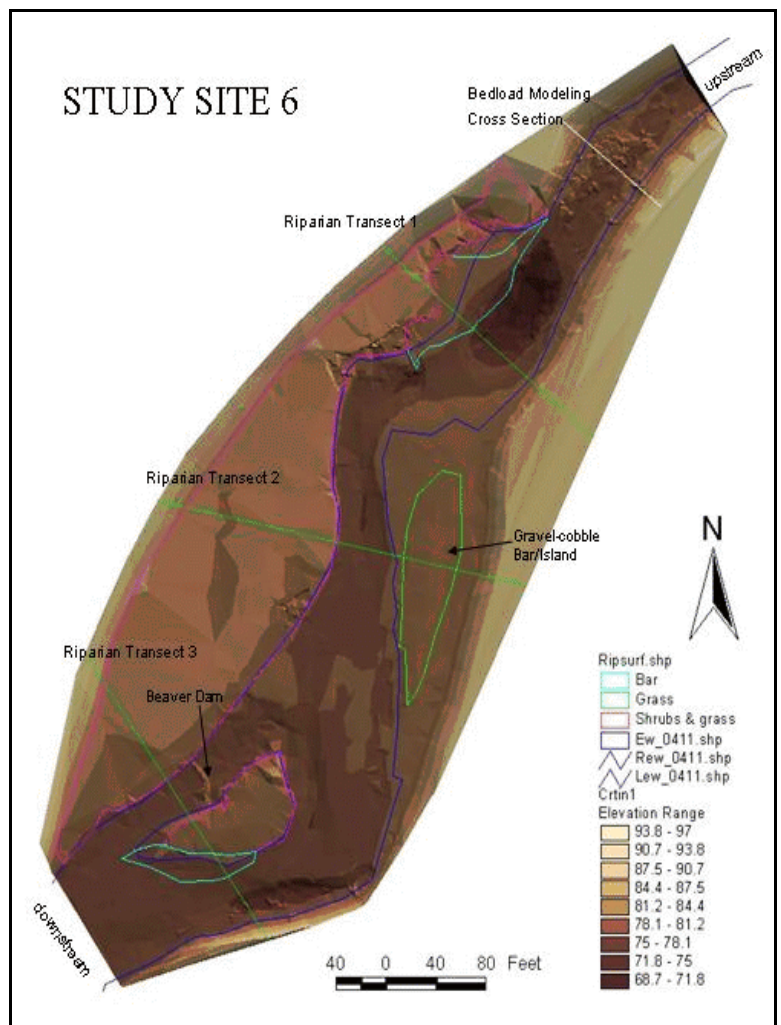 STUDY SITE 6
upstream
Bedload Modeling
Cross Section
Riparian Transect 1
Riparian Transect 2
Gravel-cobble
Bar/Island
N
Riparian Transect 3
Beaver Dam
Ripsurf.shp
Bar
Grass
Shrubs & grass
Ew_0411.shp
Rew_0411.shp
Lew_0411.shp
Crtin1
Elevation Range
93.8 - 97
90.7 - 93.8
87.5 - 90.7
84.4 - 87.5
81.2 - 84.4
78.1 - 81.2
75 - 78.1
71.8 - 75
68.7 - 71.8
downstream
40 0 40 80 Feet